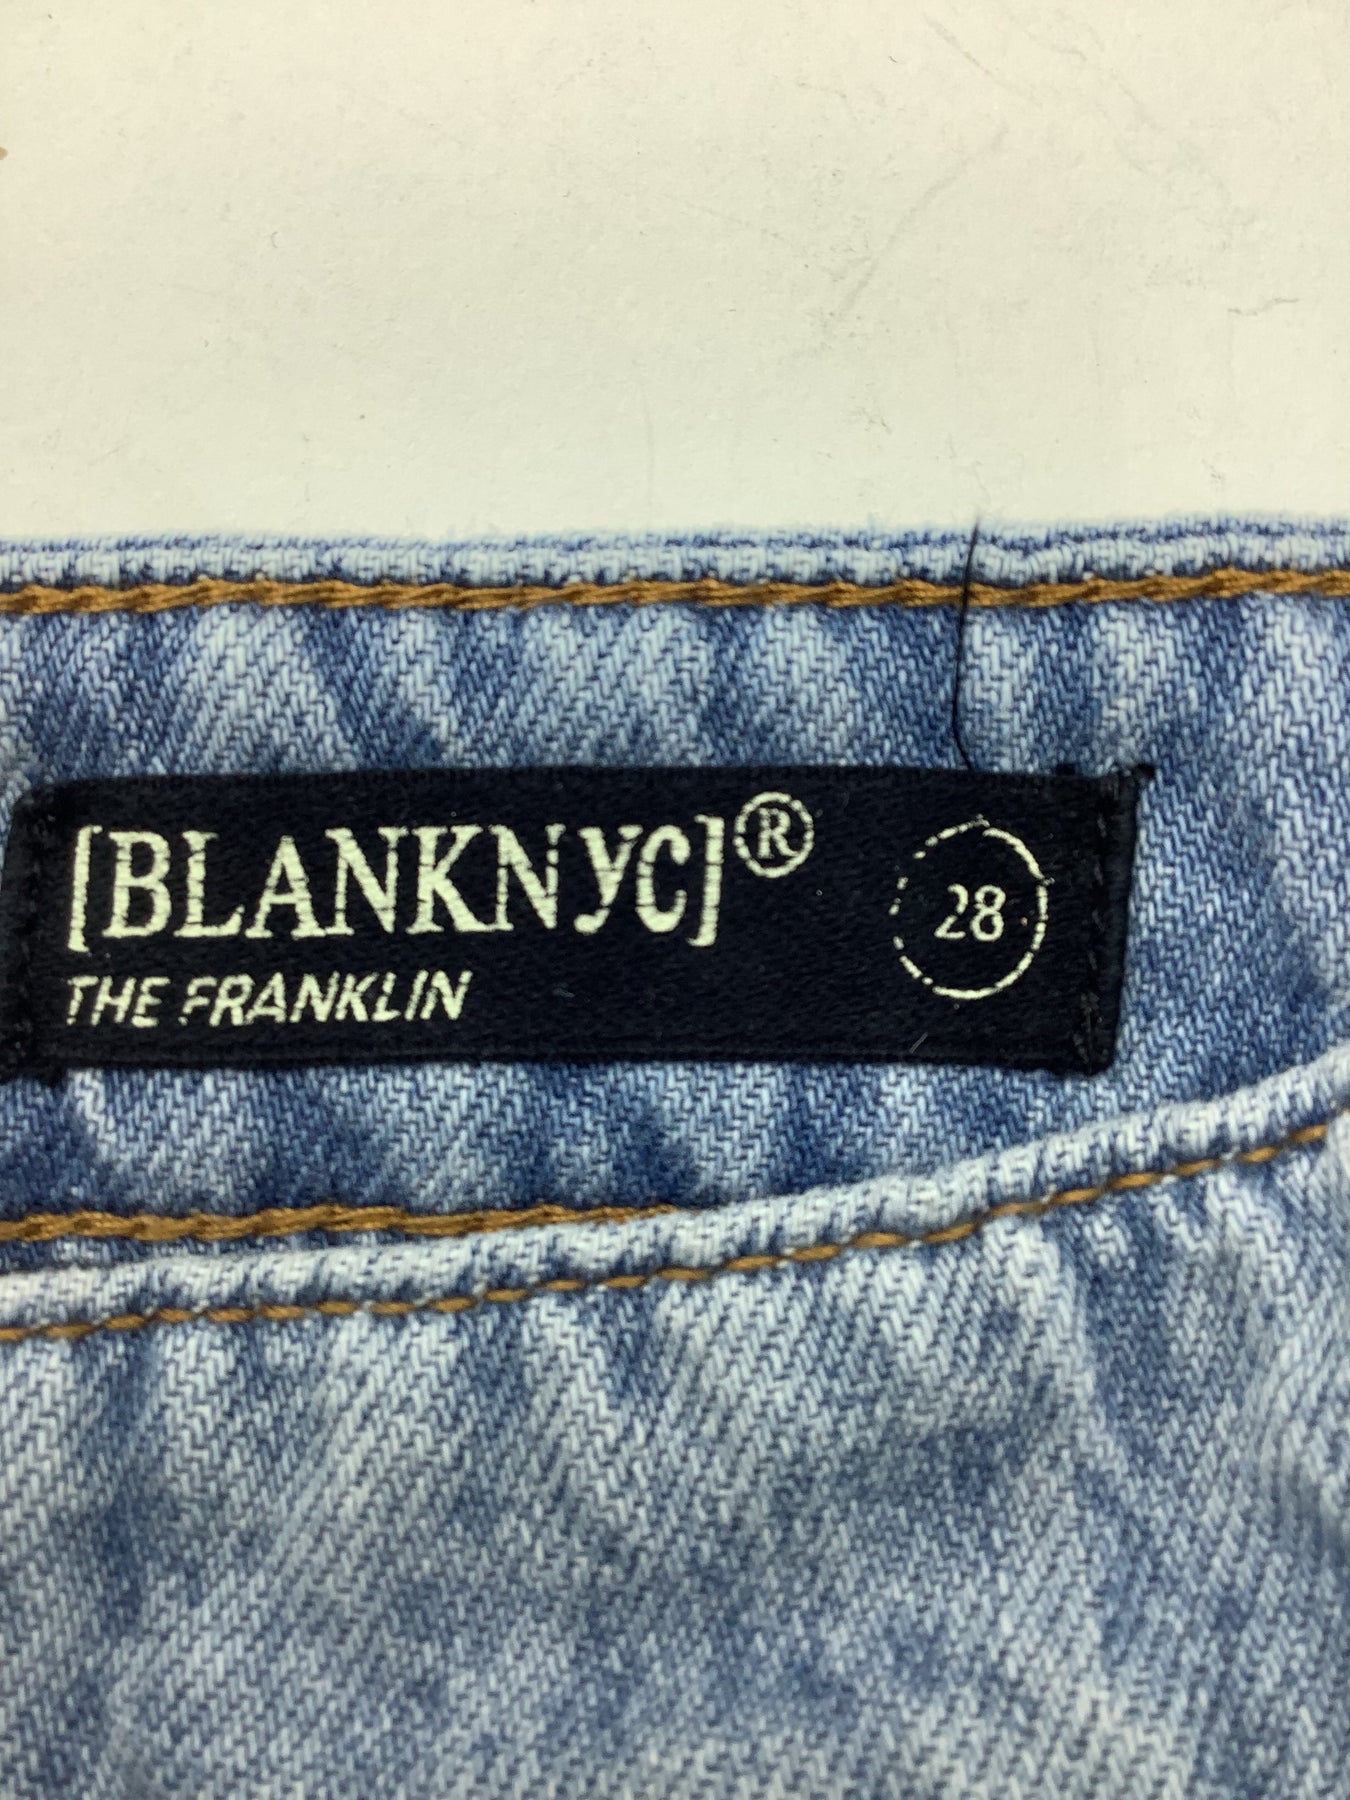 [BLANKNYC]®
28
THE FRANKLIN